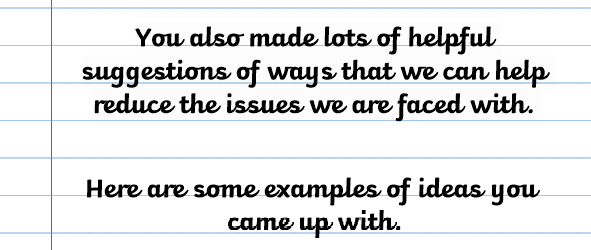 You also made lots of helpful
suggestions of ways that we can help
reduce the issues we are faced with.
Here are some examples of ideas you
came up with.